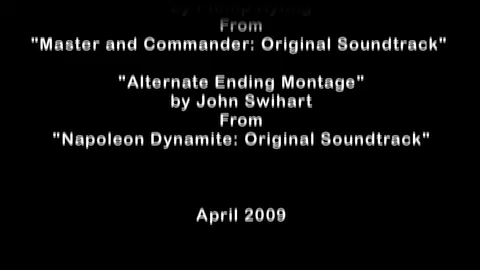 From
"Master and Commander: Original Soundtrack"
"Alternate Ending Montage"
by John Swihart
From
"Napoleon Dynamite: Original Soundtrack"
April 2009